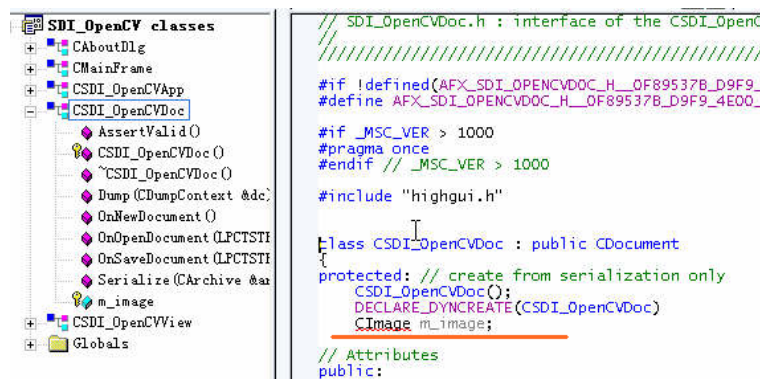 SDI_OpenCV classes
CAboutDlg
CMainFrame
CSDI_OpenCVApp
CSDI_OpenCVDoc
AssertValid()
CSDI_OpenCVDoc()
~CSDI_OpenCVDoc()
Dump(CDumpContext &dc)
OnNewDocument()
OnOpenDocument(LPCTSTR
OnSaveDocument(LPCTSTR
Serialize(CArchive &ar
m_image
CSDI_OpenCVView
Globals
// SDI_OpenCVDoc.h : interface of the CSDI_OpenC
//
/////////////////////////////////////////////////////
#if !defined(AFX_SDI_OPENCVDOC_H__0F89537B_D9F9_
#define AFX_SDI_OPENCVDOC_H__0F89537B_D9F9_4E00_
#if _MSC_VER > 1000
#pragma once
#endif // _MSC_VER > 1000
#include "highgui.h"
class CSDI_OpenCVDoc : public CDocument
{
protected: // create from serialization only
CSDI_OpenCVDoc();
DECLARE_DYNCREATE(CSDI_OpenCVDoc)
CImage m_image;
// Attributes
public: